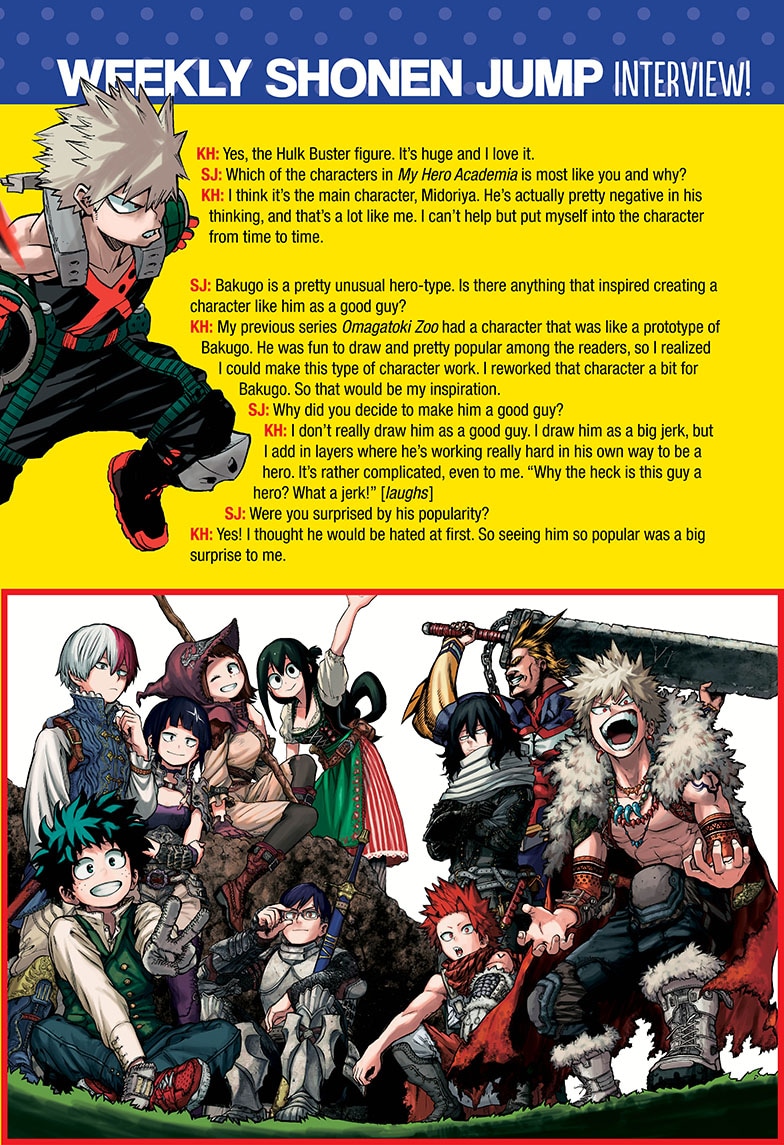 WEEKLY SHONEN JUMP INTERVIEW!
KH: Yes, the Hulk Buster figure. It’s huge and I love it.
SJ: Which of the characters in My Hero Academia is most like you and why?
KH: I think it’s the main character, Midoriya. He’s actually pretty negative in his
thinking, and that’s a lot like me. I can’t help but put myself into the character
from time to time.
SJ: Bakugo is a pretty unusual hero-type. Is there anything that inspired creating a
character like him as a good guy?
KH: My previous series Omagatoki Zoo had a character that was like a prototype of
Bakugo. He was fun to draw and pretty popular among the readers, so I realized
I could make this type of character work. I reworked that character a bit for
Bakugo. So that would be my inspiration.
SJ: Why did you decide to make him a good guy?
KH: I don’t really draw him as a good guy. I draw him as a big jerk, but
I add in layers where he’s working really hard in his own way to be a
hero. It’s rather complicated, even to me. “Why the heck is this guy a
hero? What a jerk!” [laughs]
SJ: Were you surprised by his popularity?
KH: Yes! I thought he would be hated at first. So seeing him so popular was a big
surprise to me.